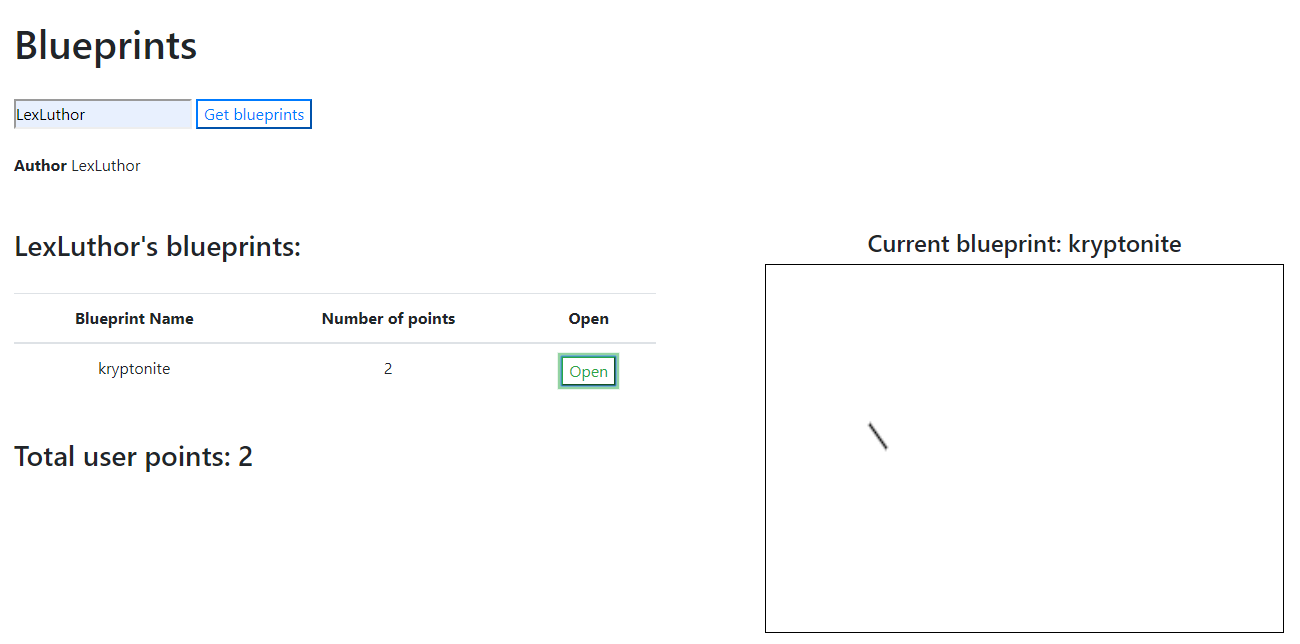 Blueprints
LexLuthor Get blueprints
Author LexLuthor
LexLuthor's blueprints:
Blueprint Name Number of points Open
kryptonite 2 Open
Total user points: 2
Current blueprint: kryptonite